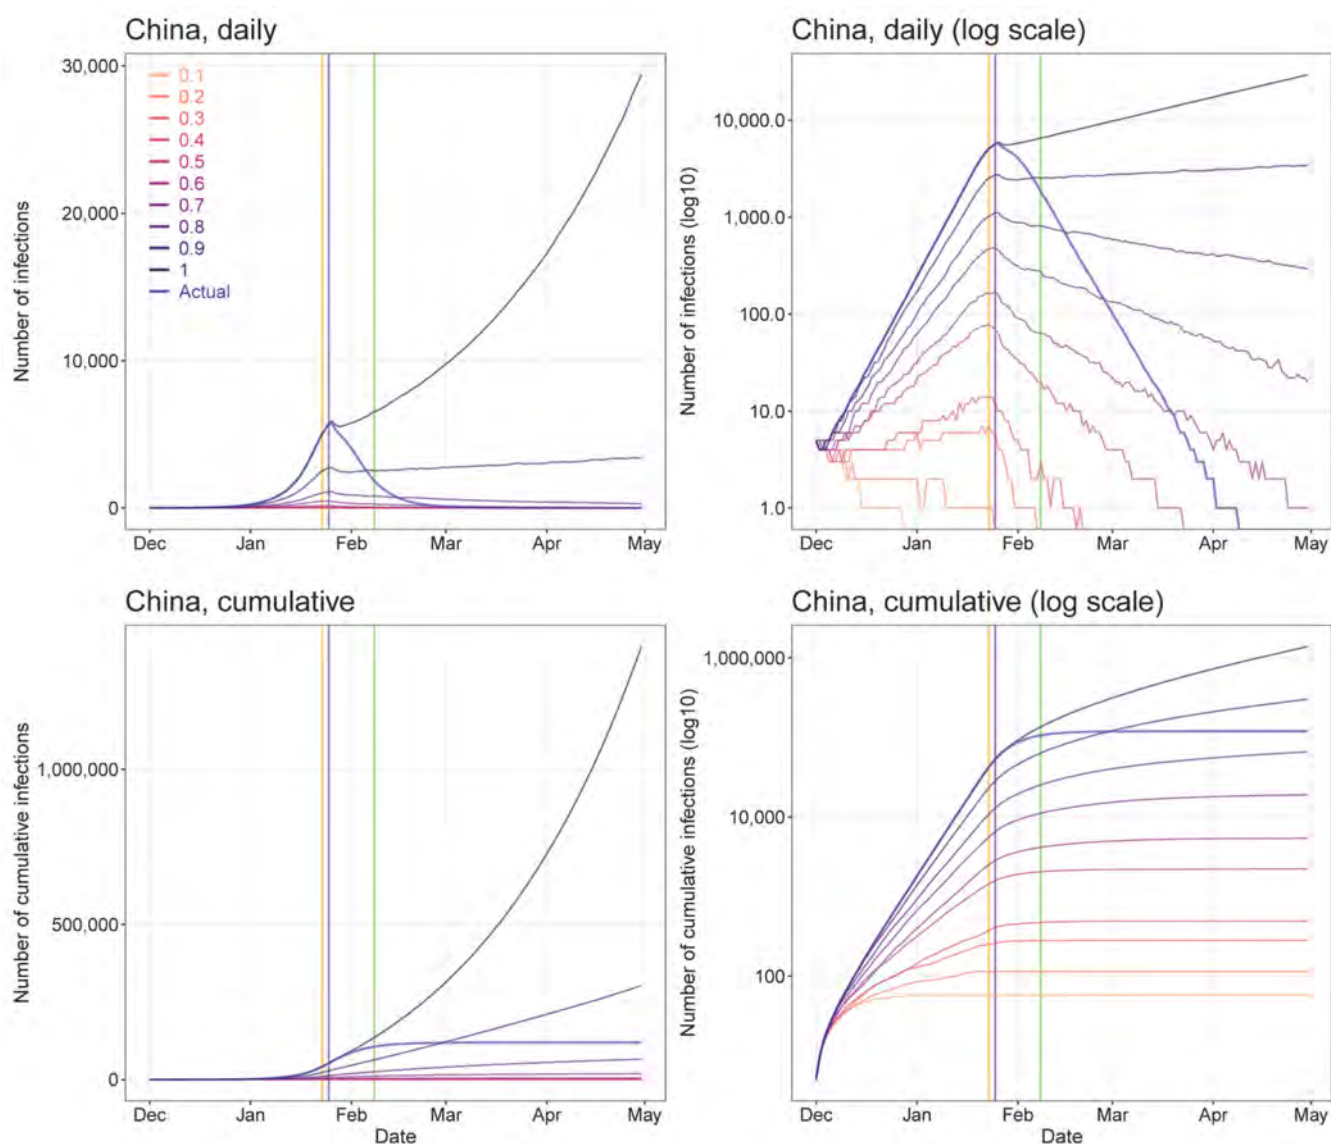 China, daily
30,000
20,000
10,000
0
Number of infections
0.1
0.2
0.3
0.4
0.5
0.6
0.7
0.8
0.9
1
Actual
Dec Jan Feb Mar Apr May
China, daily (log scale)
10,000.0
1,000.0
100.0
10.0
1.0
Number of infections (log10)
Dec Jan Feb Mar Apr May
China, cumulative
1,000,000
500,000
0
Number of cumulative infections
Dec Jan Feb Mar Apr May
Date
China, cumulative (log scale)
1,000,000
10,000
100
Number of cumulative infections (log10)
Dec Jan Feb Mar Apr May
Date